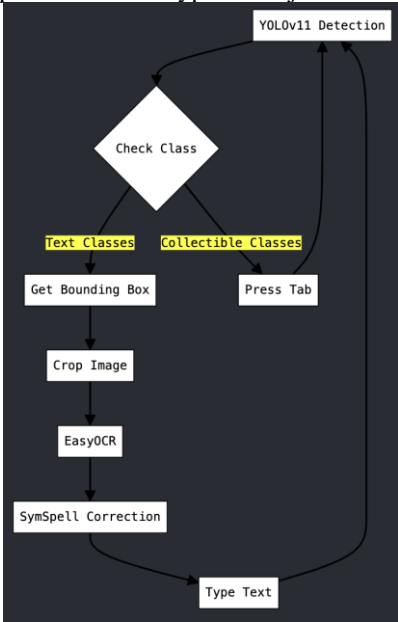 YOLOv11 Detection
Check Class
Text Classes
Collectible Classes
Get Bounding Box
Press Tab
Crop Image
EasyOCR
SymSpell Correction
Type Text